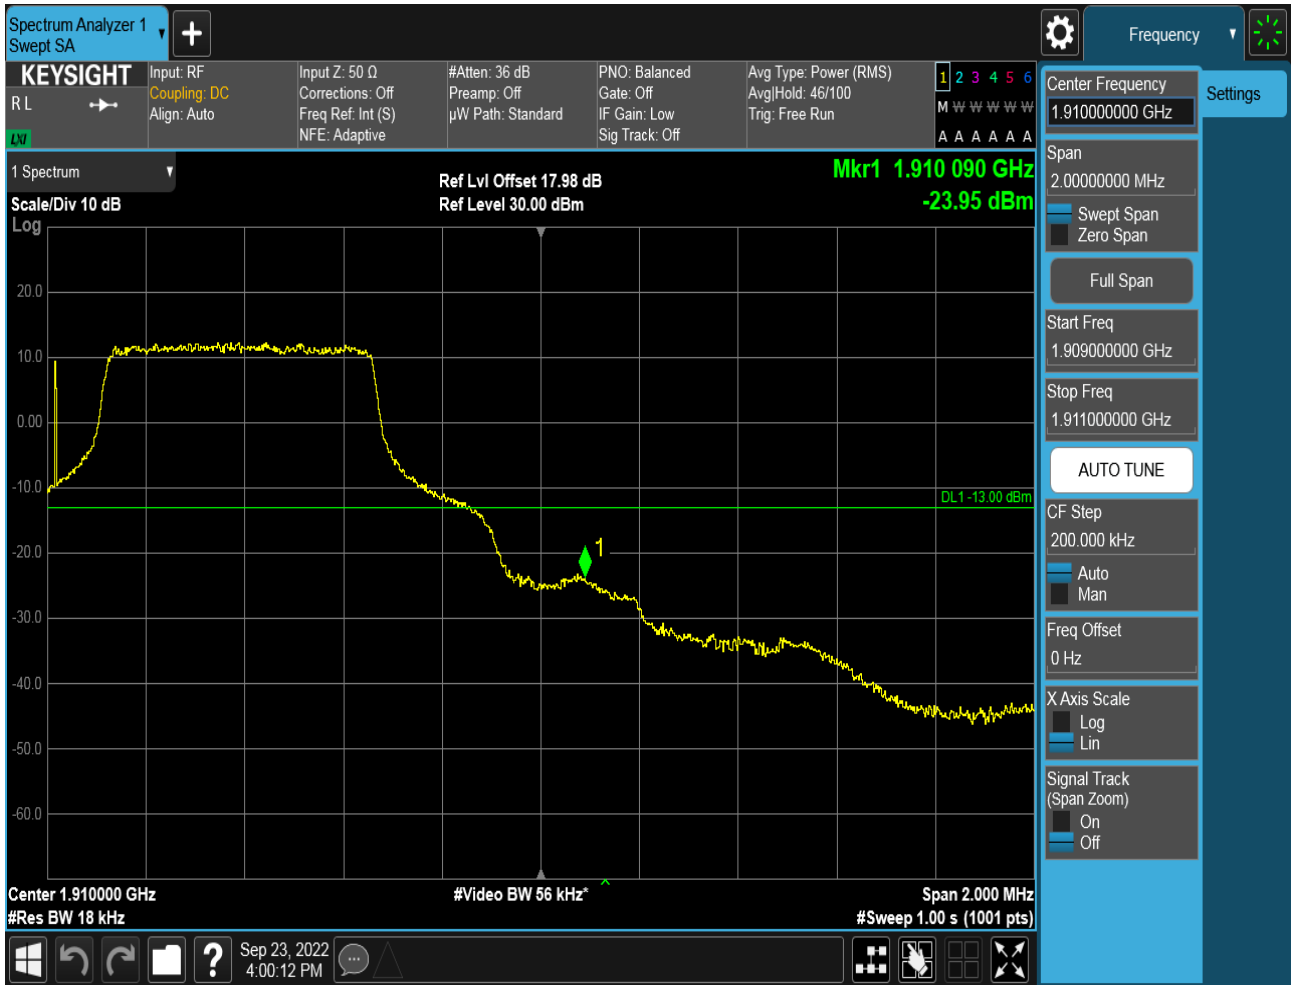 Spectrum Analyzer 1
Swept SA
Frequency
KEYSIGHT
R L
LXI
Input: RF
Coupling: DC
Align: Auto
Input Z: 50 Ω
Corrections: Off
Freq Ref: Int (S)
NFE: Adaptive
#Atten: 36 dB
Preamp: Off
µW Path: Standard
PNO: Balanced
Gate: Off
IF Gain: Low
Sig Track: Off
Avg Type: Power (RMS)
Avg|Hold: 46/100
Trig: Free Run
1 2 3 4 5 6
M W W W W W
A A A A A A
1 Spectrum
Scale/Div 10 dB
Log
Ref Lvl Offset 17.98 dB
Ref Level 30.00 dBm
Mkr1 1.910 090 GHz
-23.95 dBm
20.0
10.0
0.00
-10.0
-20.0
-30.0
-40.0
-50.0
-60.0
DL1 -13.00 dBm
1
Center 1.910000 GHz
#Res BW 18 kHz
#Video BW 56 kHz*
Span 2.000 MHz
#Sweep 1.00 s (1001 pts)
Sep 23, 2022
4:00:12 PM
Center Frequency
1.910000000 GHz
Settings
Span
2.00000000 MHz
Swept Span
Zero Span
Full Span
Start Freq
1.909000000 GHz
Stop Freq
1.911000000 GHz
AUTO TUNE
CF Step
200.000 kHz
Auto
Man
Freq Offset
0 Hz
X Axis Scale
Log
Lin
Signal Track
(Span Zoom)
On
Off